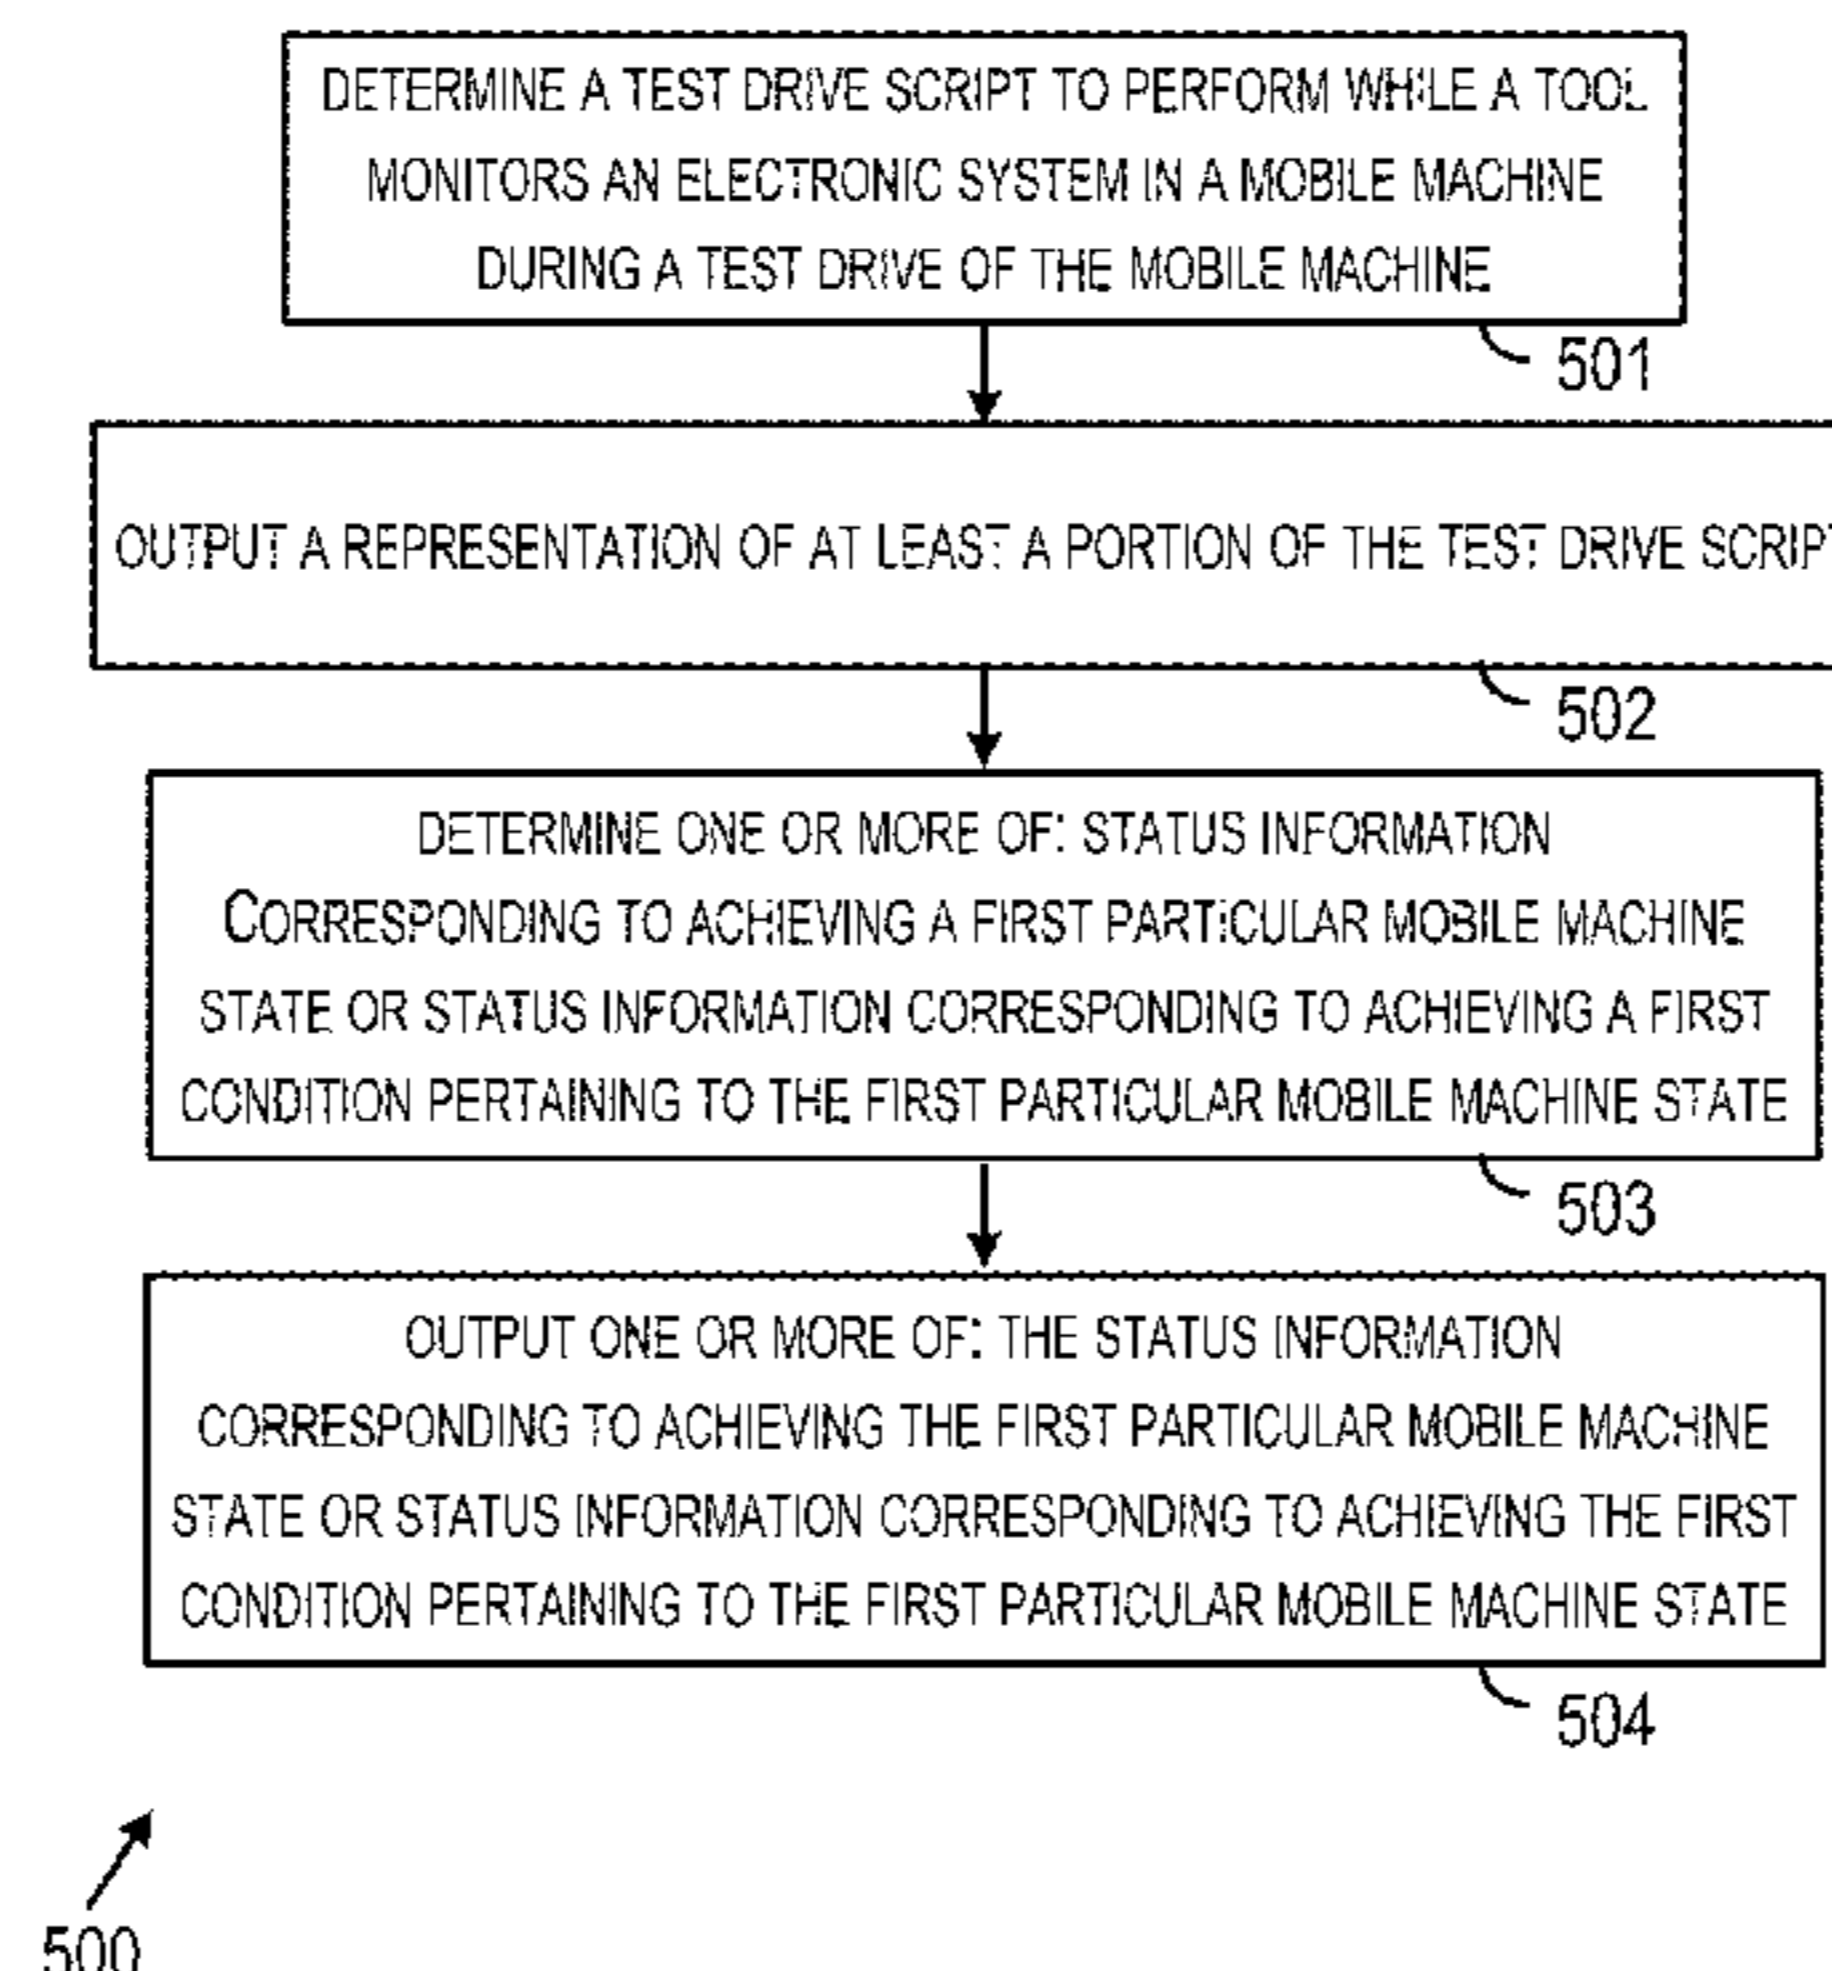 DETERMINE A TEST DRIVE SCRIPT TO PERFORM WHILE A TOOL
MONITORS AN ELECTRONIC SYSTEM IN A MOBILE MACHINE
DURING A TEST DRIVE OF THE MOBILE MACHINE
501
OUTPUT A REPRESENTATION OF AT LEAST A PORTION OF THE TEST DRIVE SCRIPT
502
DETERMINE ONE OR MORE OF: STATUS INFORMATION
CORRESPONDING TO ACHIEVING A FIRST PARTICULAR MOBILE MACHINE
STATE OR STATUS INFORMATION CORRESPONDING TO ACHIEVING A FIRST
CONDITION PERTAINING TO THE FIRST PARTICULAR MOBILE MACHINE STATE
503
OUTPUT ONE OR MORE OF: THE STATUS INFORMATION
CORRESPONDING TO ACHIEVING THE FIRST PARTICULAR MOBILE MACHINE
STATE OR STATUS INFORMATION CORRESPONDING TO ACHIEVING THE FIRST
CONDITION PERTAINING TO THE FIRST PARTICULAR MOBILE MACHINE STATE
504
500